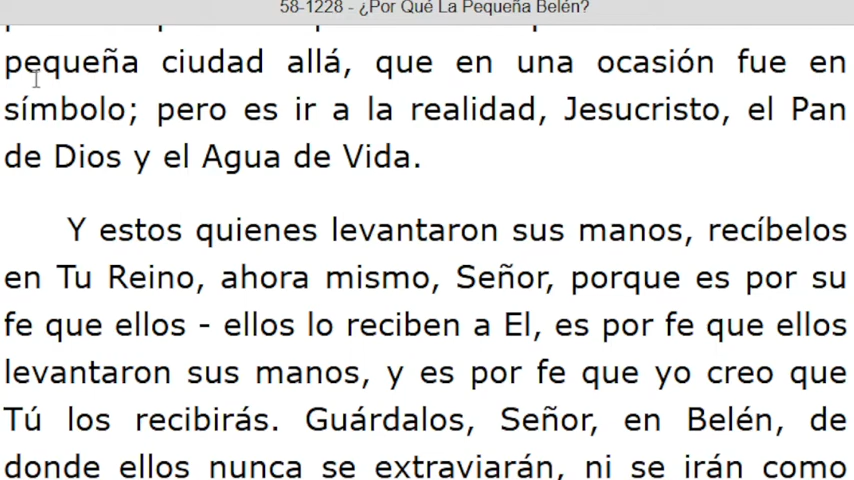 58-1228 - ¿Por Qué La Pequeña Belén?
pequeña ciudad allá, que en una ocasión fue en
símbolo; pero es ir a la realidad, Jesucristo, el Pan
de Dios y el Agua de Vida.
Y estos quienes levantaron sus manos, recíbelos
en Tu Reino, ahora mismo, Señor, porque es por su
fe que ellos - ellos lo reciben a El, es por fe que ellos
levantaron sus manos, y es por fe que yo creo que
Tú los recibirás. Guárdalos, Señor, en Belén, de
donde ellos nunca se extraviarán, ni se irán como